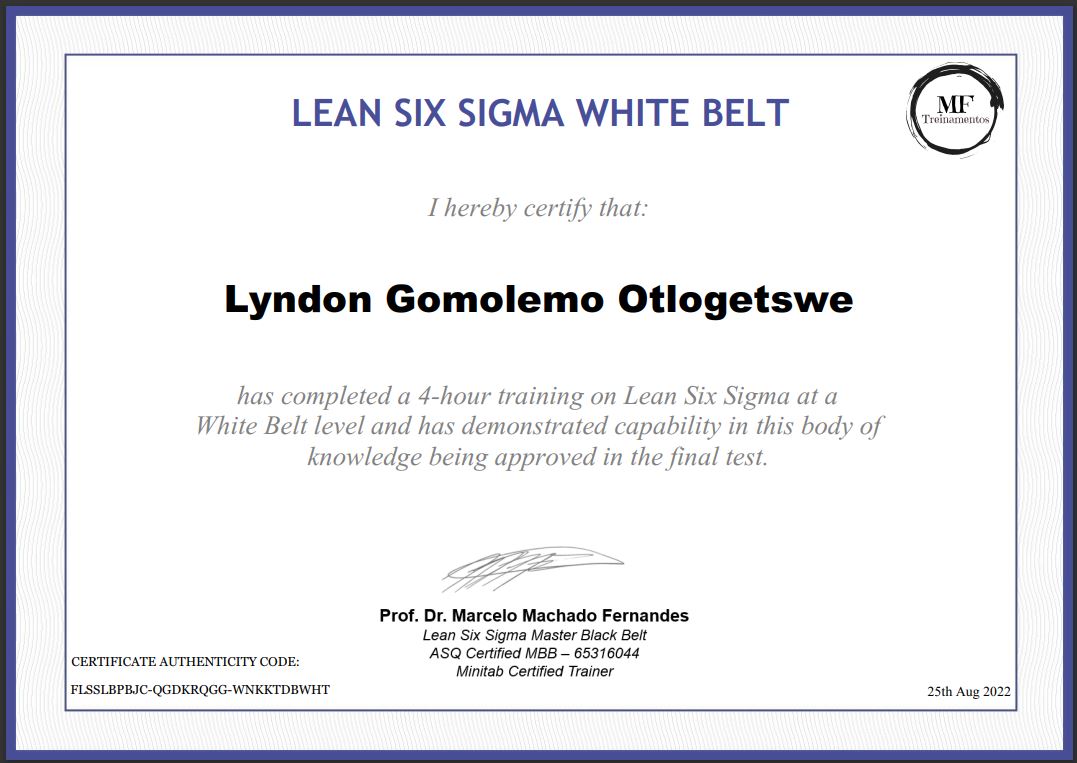 LEAN SIX SIGMA WHITE BELT
MF
Treinamentos
I hereby certify that:
Lyndon Gomolemo Otlogetswe
has completed a 4-hour training on Lean Six Sigma at a
White Belt level and has demonstrated capability in this body of
knowledge being approved in the final test.
Prof. Dr. Marcelo Machado Fernandes
Lean Six Sigma Master Black Belt
ASQ Certified MBB – 65316044
Minitab Certified Trainer
CERTIFICATE AUTHENTICITY CODE:
FLSSLBPBJC-QGDKRQGG-WNKKTDBWHT
25th Aug 2022